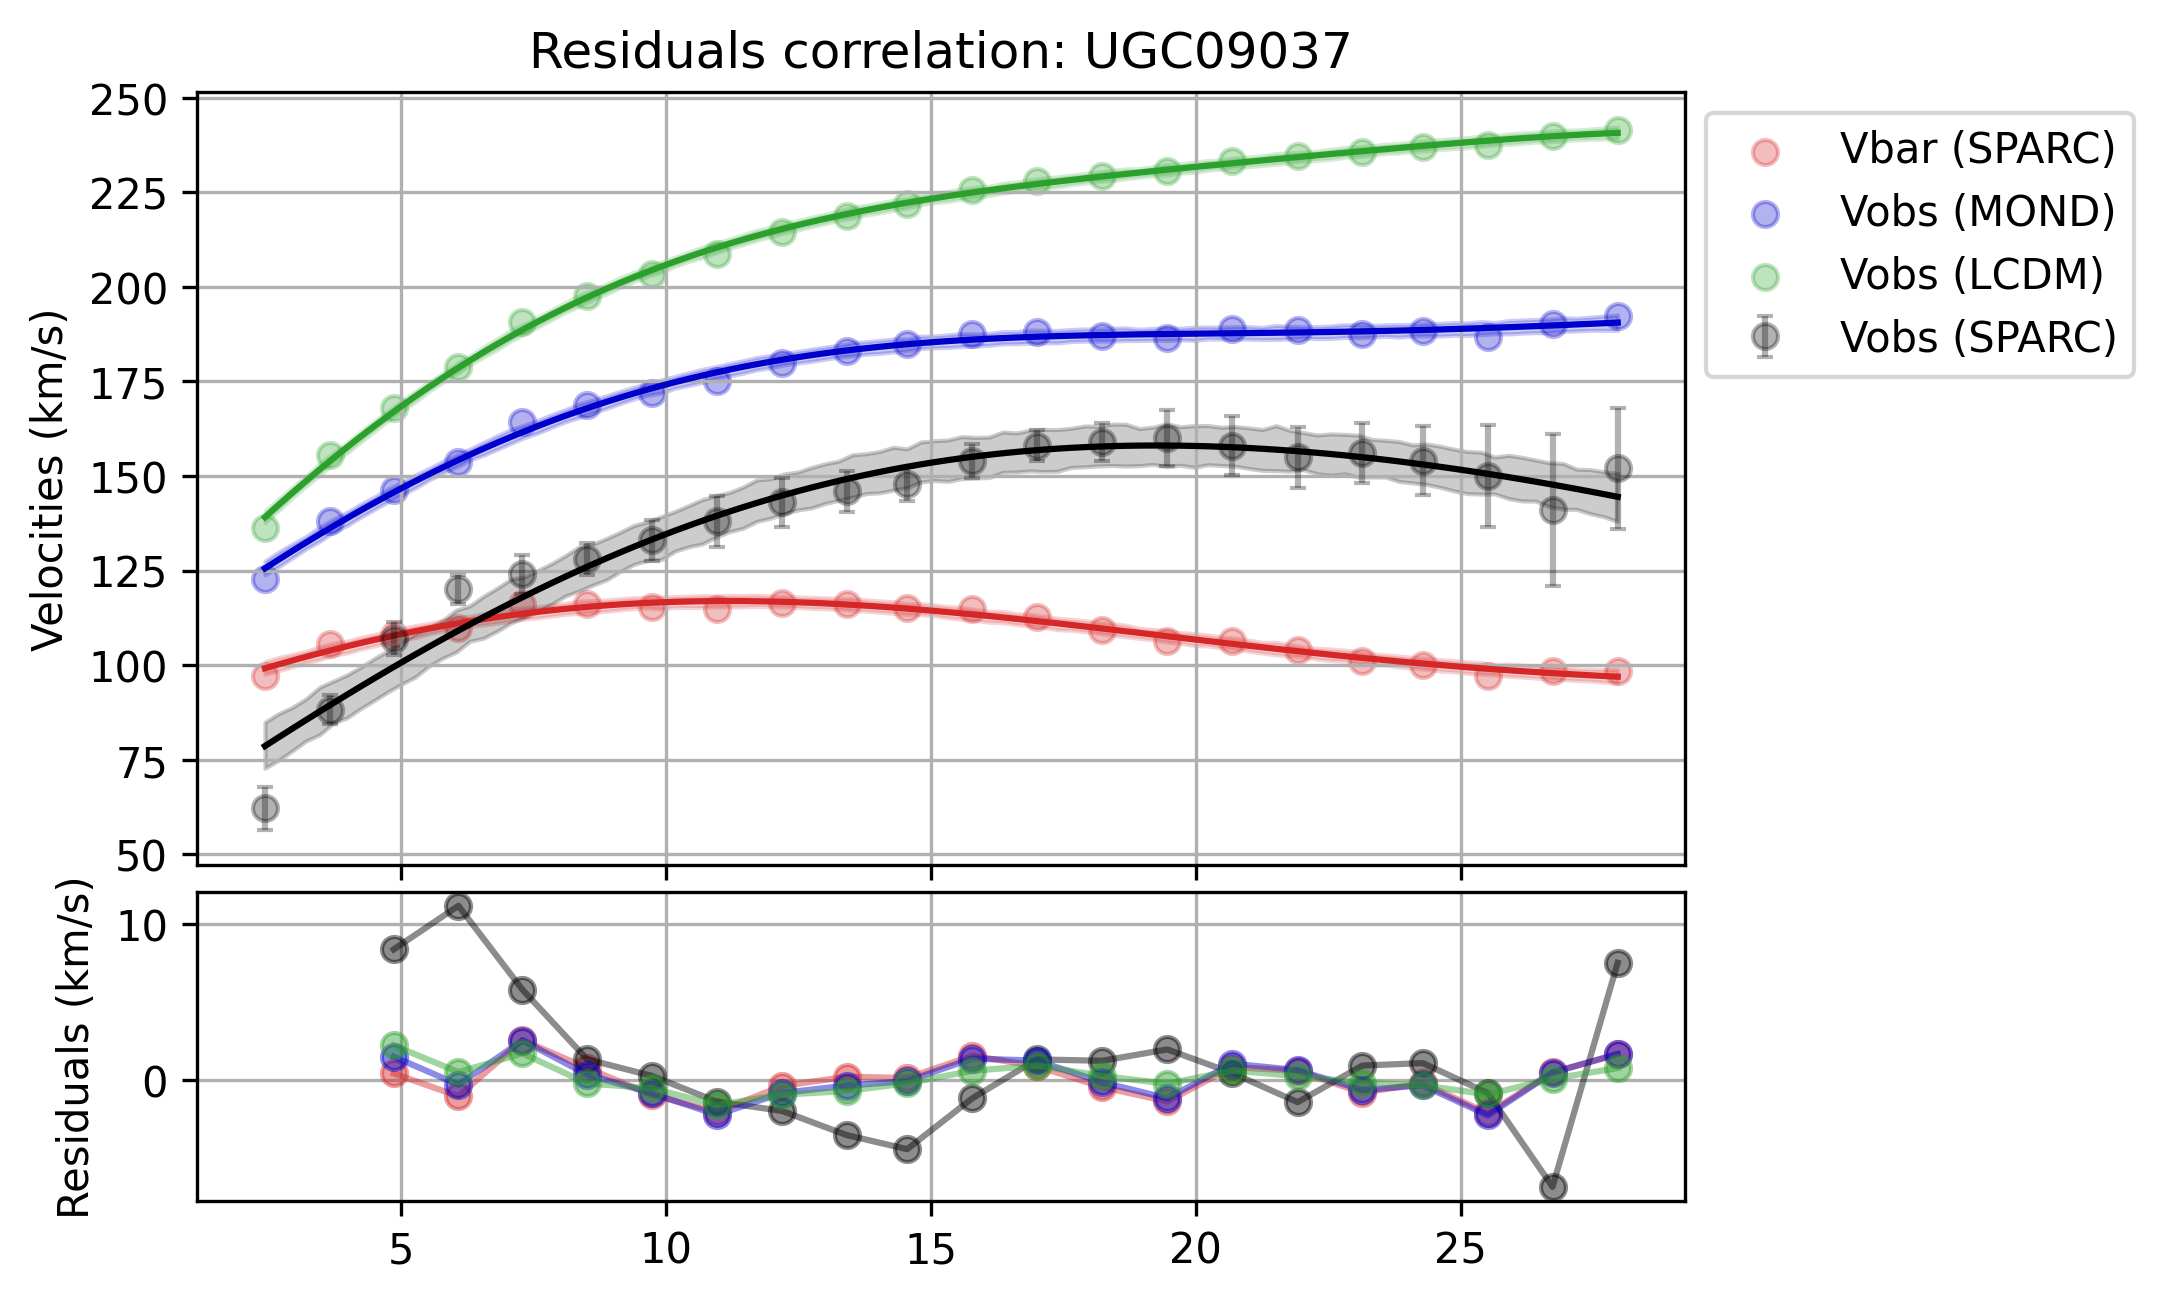 Residuals correlation: UGC09037
250
225
200
175
150
125
100
75
50
Velocities (km/s)
Vbar (SPARC)
Vobs (MOND)
Vobs (LCDM)
Vobs (SPARC)
10
0
Residuals (km/s)
5 10 15 20 25